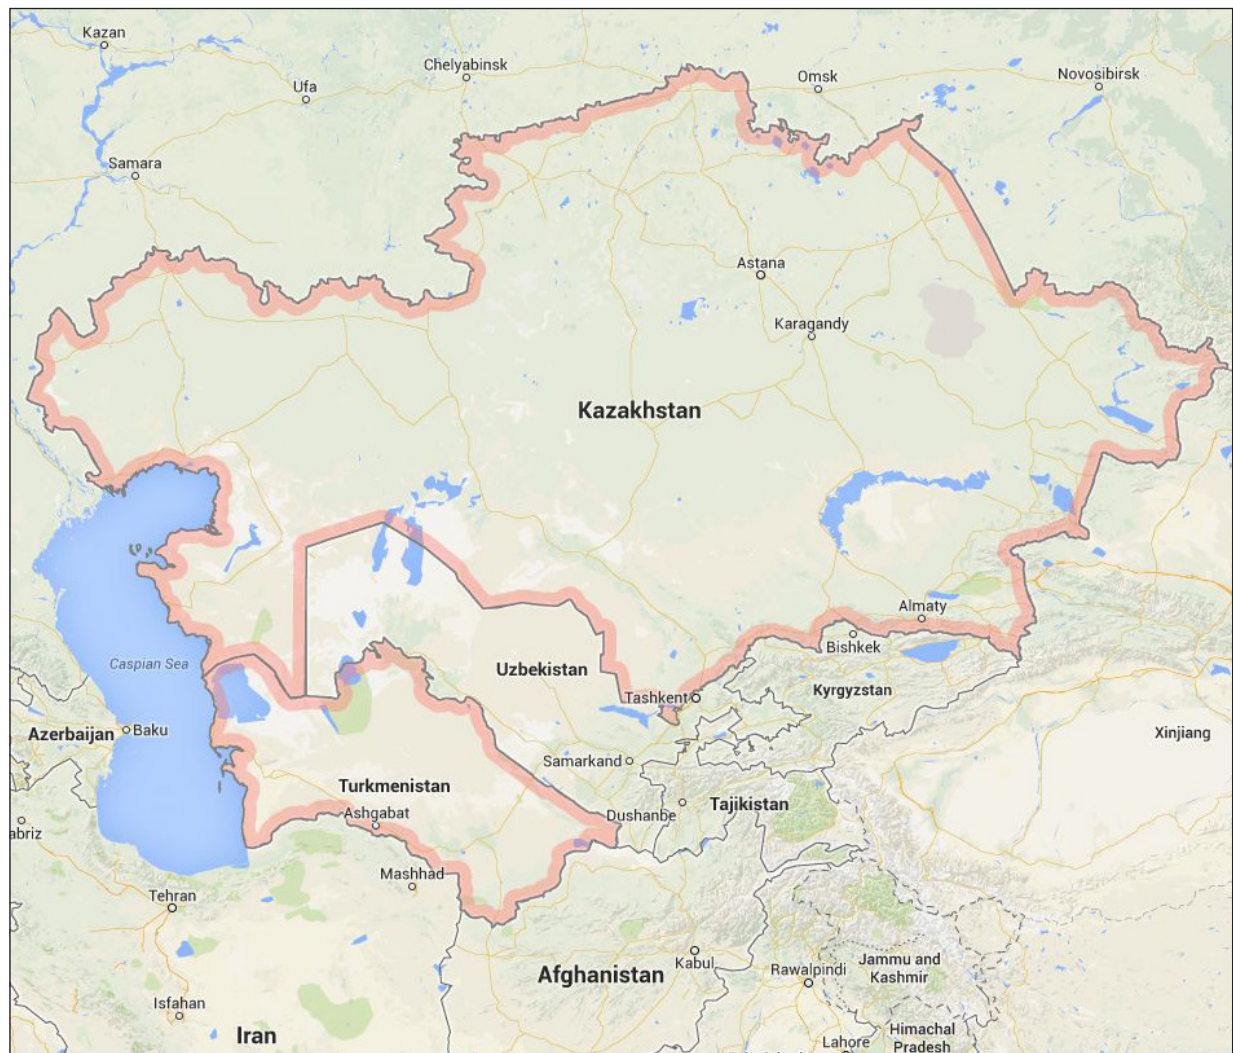 Kazan
Chelyabinsk
Omsk
Novosibirsk
Ufa
Samara
Astana
Karagandy
Kazakhstan
Almaty
Bishkek
Caspian Sea
Uzbekistan
Kyrgyzstan
Tashkent
Azerbaijan
Baku
Xinjiang
Samarkand
Turkmenistan
Tajikistan
Ashgabat
Dushanbe
abriz
Mashhad
Tehran
Jammu and
Kashmir
Kabul
Rawalpindi
Afghanistan
Isfahan
Iran
Himachal
Pradesh
Lahore